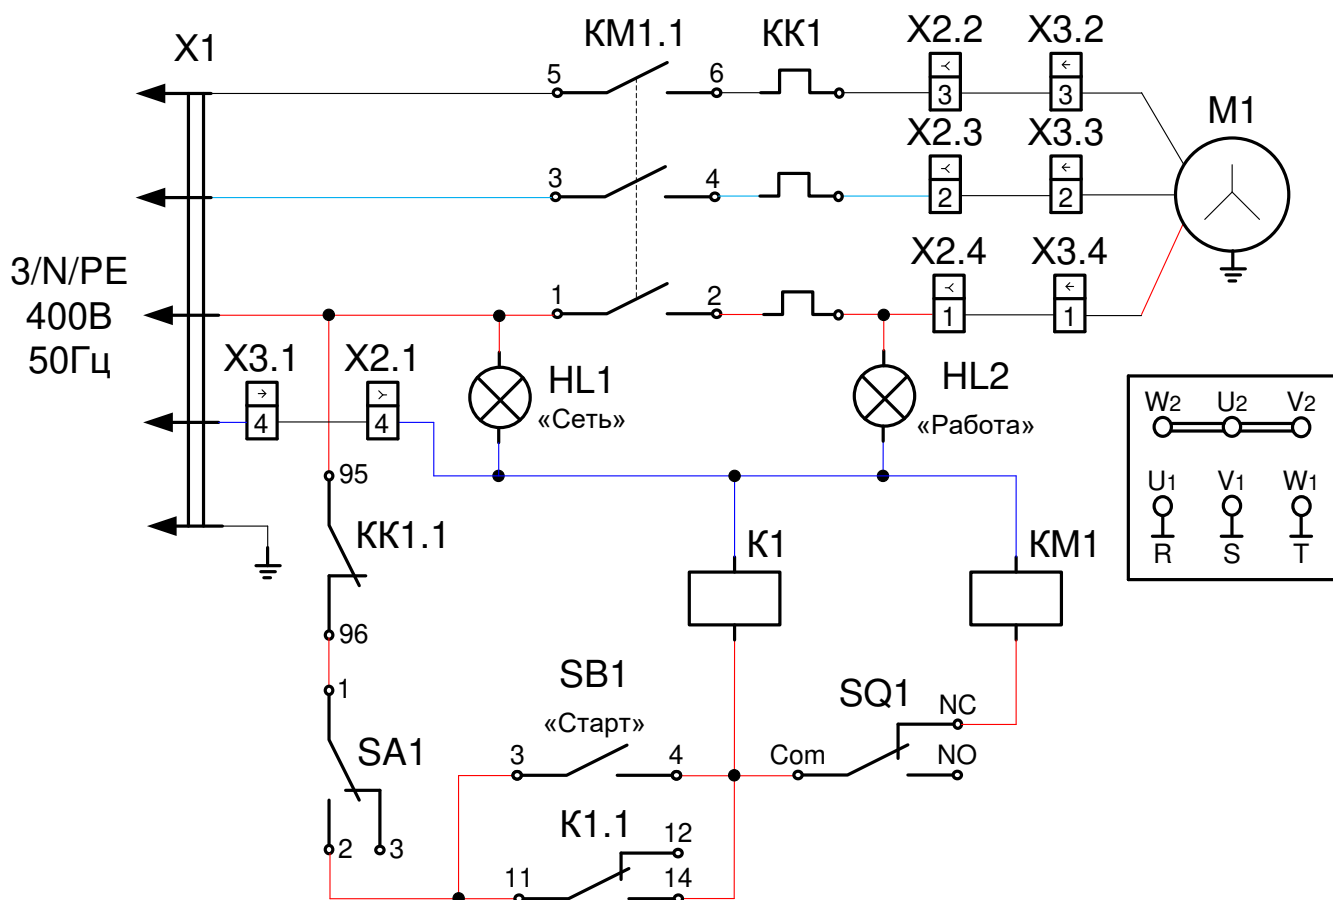 X1
КМ1.1
КК1
X2.2
X3.2
5
6
3
3
X2.3
X3.3
М1
3
4
2
2
X2.4
X3.4
3/N/PE
400В
50Гц
1
2
1
1
X3.1
X2.1
4
4
HL1
«Сеть»
HL2
«Работа»
W2
U2
V2
U1
V1
W1
R
S
T
95
КК1.1
96
К1
КМ1
1
SA1
2
3
SB1
«Старт»
3
4
SQ1
NC
Com
NO
К1.1
12
11
14